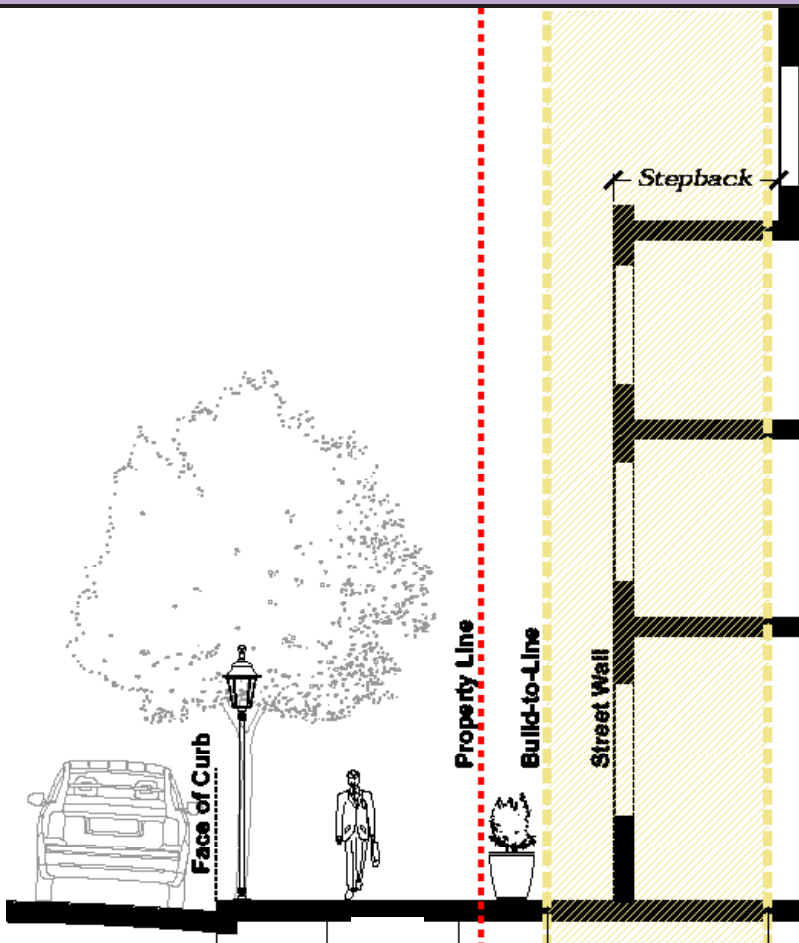 Stepback
Face of Curb
Property Line
Build-to-Line
Street Wall